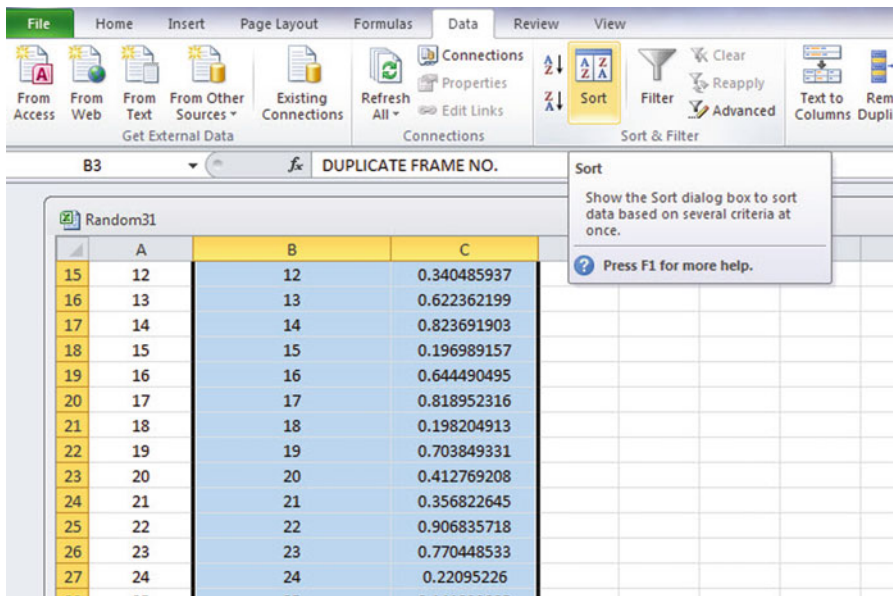 File Home Insert Page Layout Formulas Data Review View
From Access
From Web
From Text
From Other Sources
Existing Connections
Get External Data
Refresh All
Connections
Properties
Edit Links
Connections
Sort
Filter
Clear
Reapply
Advanced
Sort & Filter
Text to Columns
Rem
Dupli
B3 fx DUPLICATE FRAME NO.
Sort
Show the Sort dialog box to sort
data based on several criteria at
once.
Press F1 for more help.
Random31
A B C
15 12 12 0.340485937
16 13 13 0.622362199
17 14 14 0.823691903
18 15 15 0.196989157
19 16 16 0.644490495
20 17 17 0.818952316
21 18 18 0.198204913
22 19 19 0.703849331
23 20 20 0.412769208
24 21 21 0.356822645
25 22 22 0.906835718
26 23 23 0.770448533
27 24 24 0.22095226